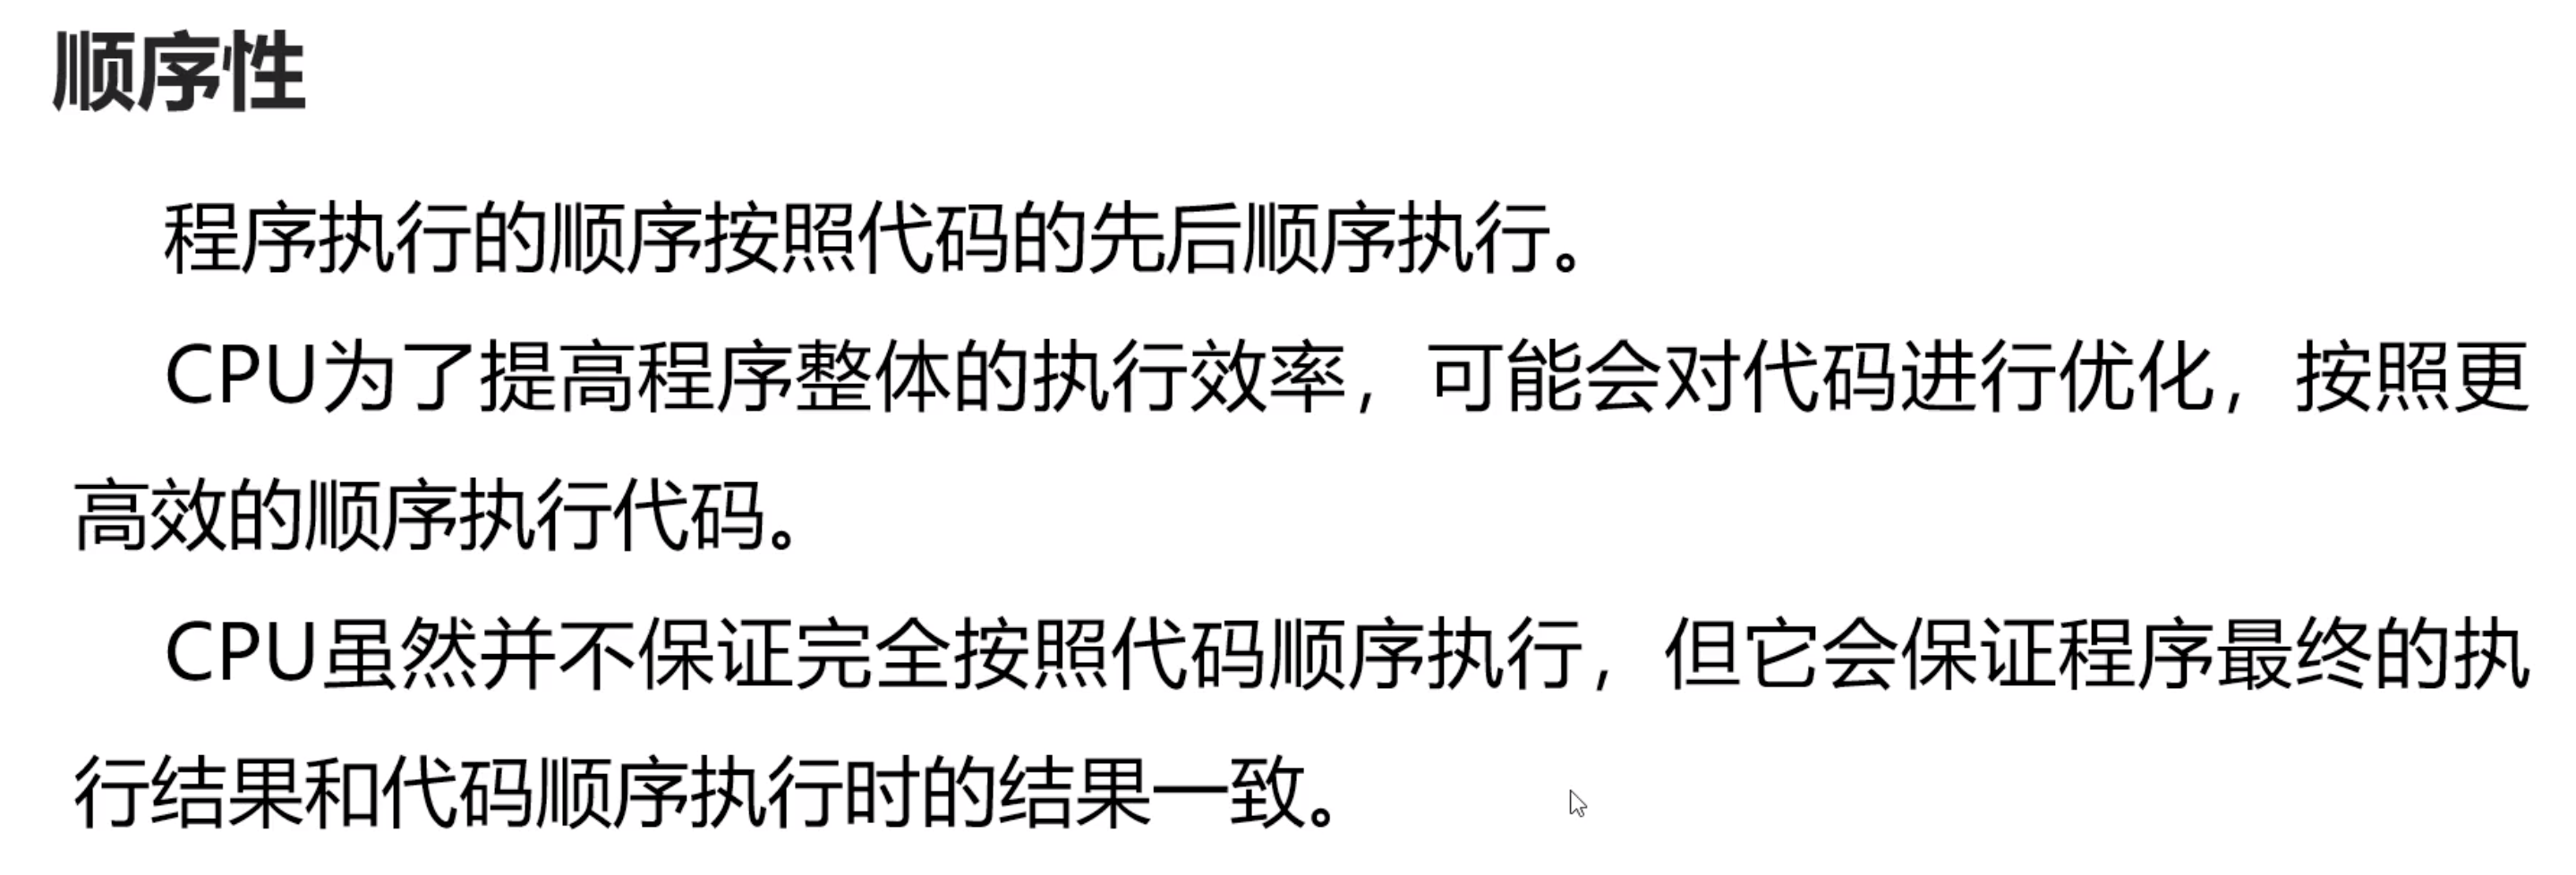 顺序性
程序执行的顺序按照代码的先后顺序执行。
CPU为了提高程序整体的执行效率，可能会对代码进行优化，按照更
高效的顺序执行代码。
CPU虽然并不保证完全按照代码顺序执行，但它会保证程序最终的执
行结果和代码顺序执行时的结果一致。